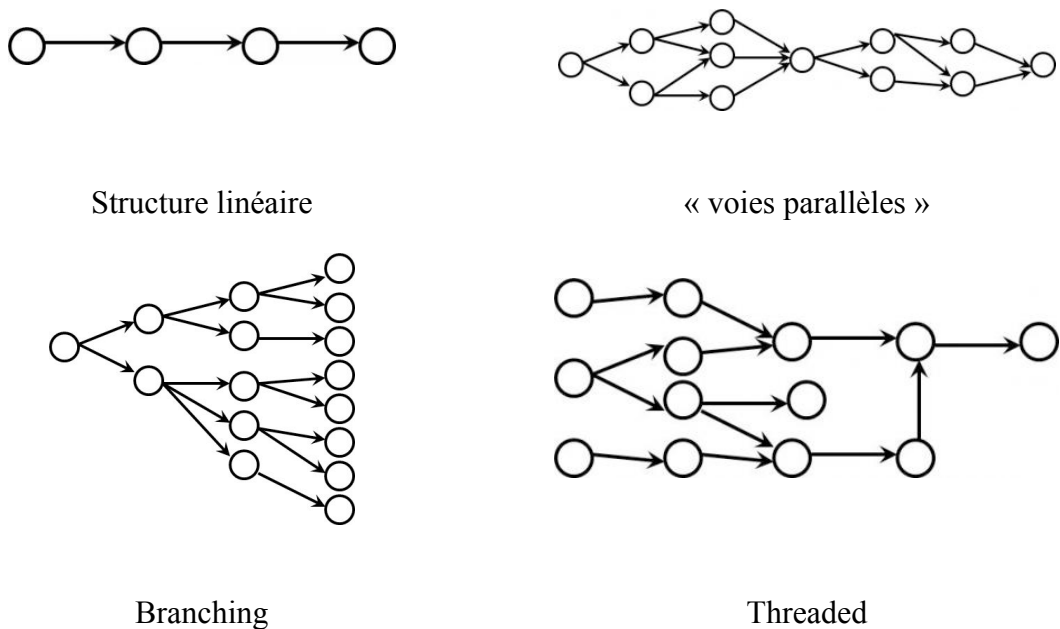 Structure linéaire
« voies parallèles »
Branching
Threaded